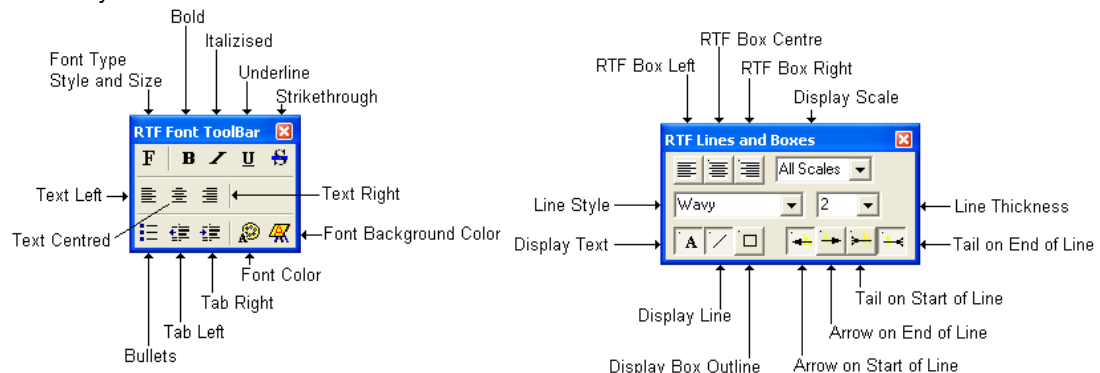 Bold
Italizised
Font Type
Style and Size
Underline
Strikethrough
RTF Font ToolBar
F B I U S
Text Left
Text Right
Text Centred
Font Background Color
Font Color
Tab Right
Tab Left
Bullets
RTF Box Centre
RTF Box Left
RTF Box Right
Display Scale
RTF Lines and Boxes
All Scales
Line Style
Wavy
2
Line Thickness
Display Text
A
Tail on End of Line
Tail on Start of Line
Display Line
Arrow on End of Line
Display Box Outline
Arrow on Start of Line